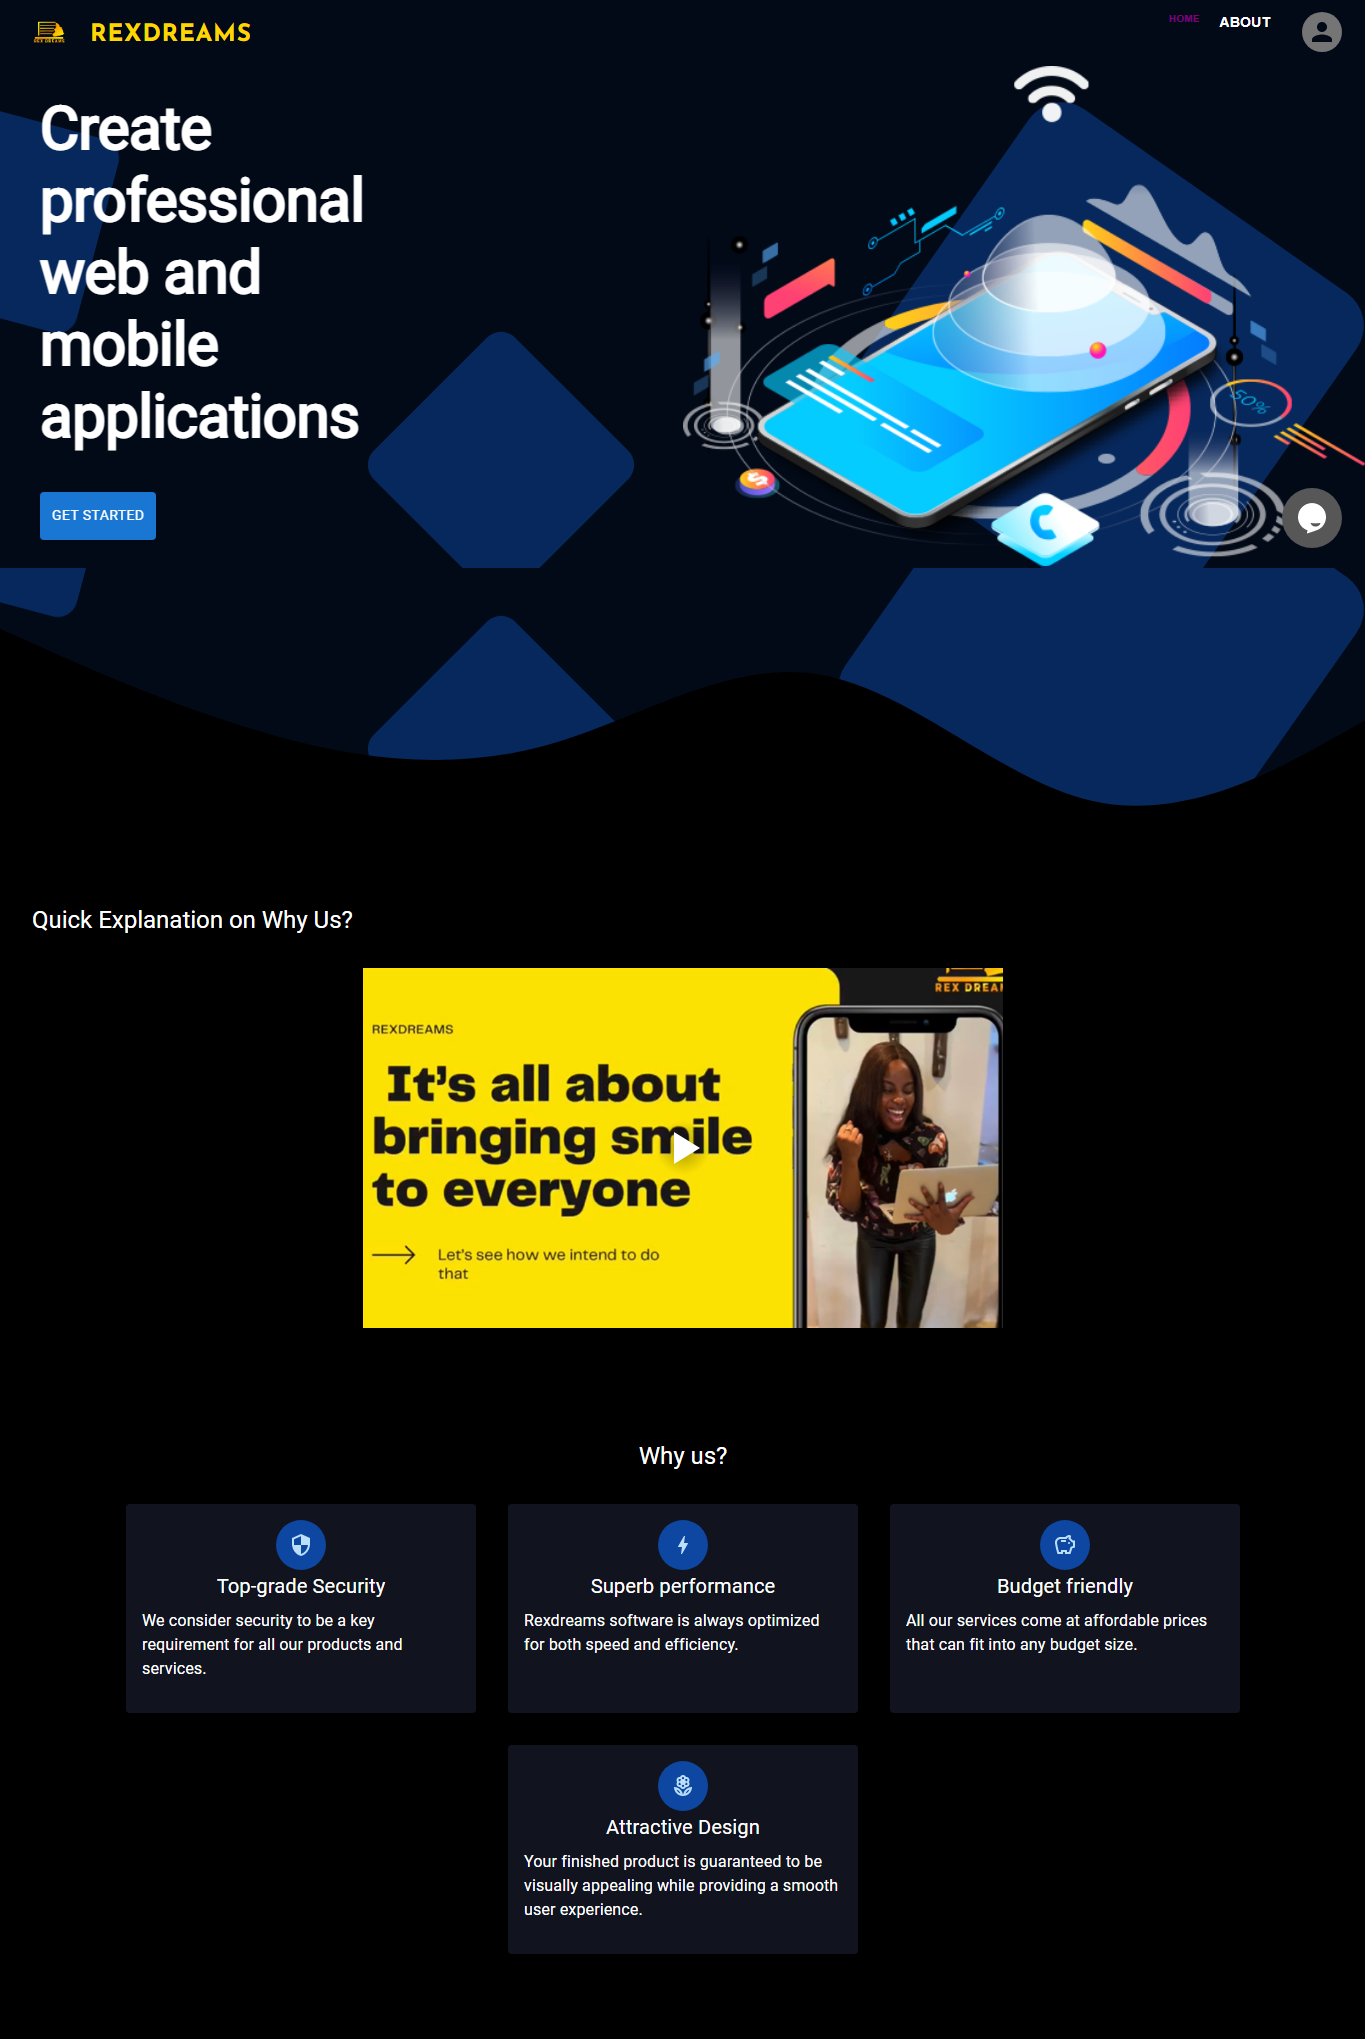 REX DREAMS
REXDREAMS
HOME
ABOUT
Create
professional
web and
mobile
applications
50%
GET STARTED
Quick Explanation on Why Us?
REX DREAM
REXDREAMS
It's all about
bringing smile
to everyone
Let's see how we intend to do
that
Why us?
Top-grade Security
We consider security to be a key
requirement for all our products and
services.
Superb performance
Rexdreams software is always optimized
for both speed and efficiency.
Budget friendly
All our services come at affordable prices
that can fit into any budget size.
Attractive Design
Your finished product is guaranteed to be
visually appealing while providing a smooth
user experience.